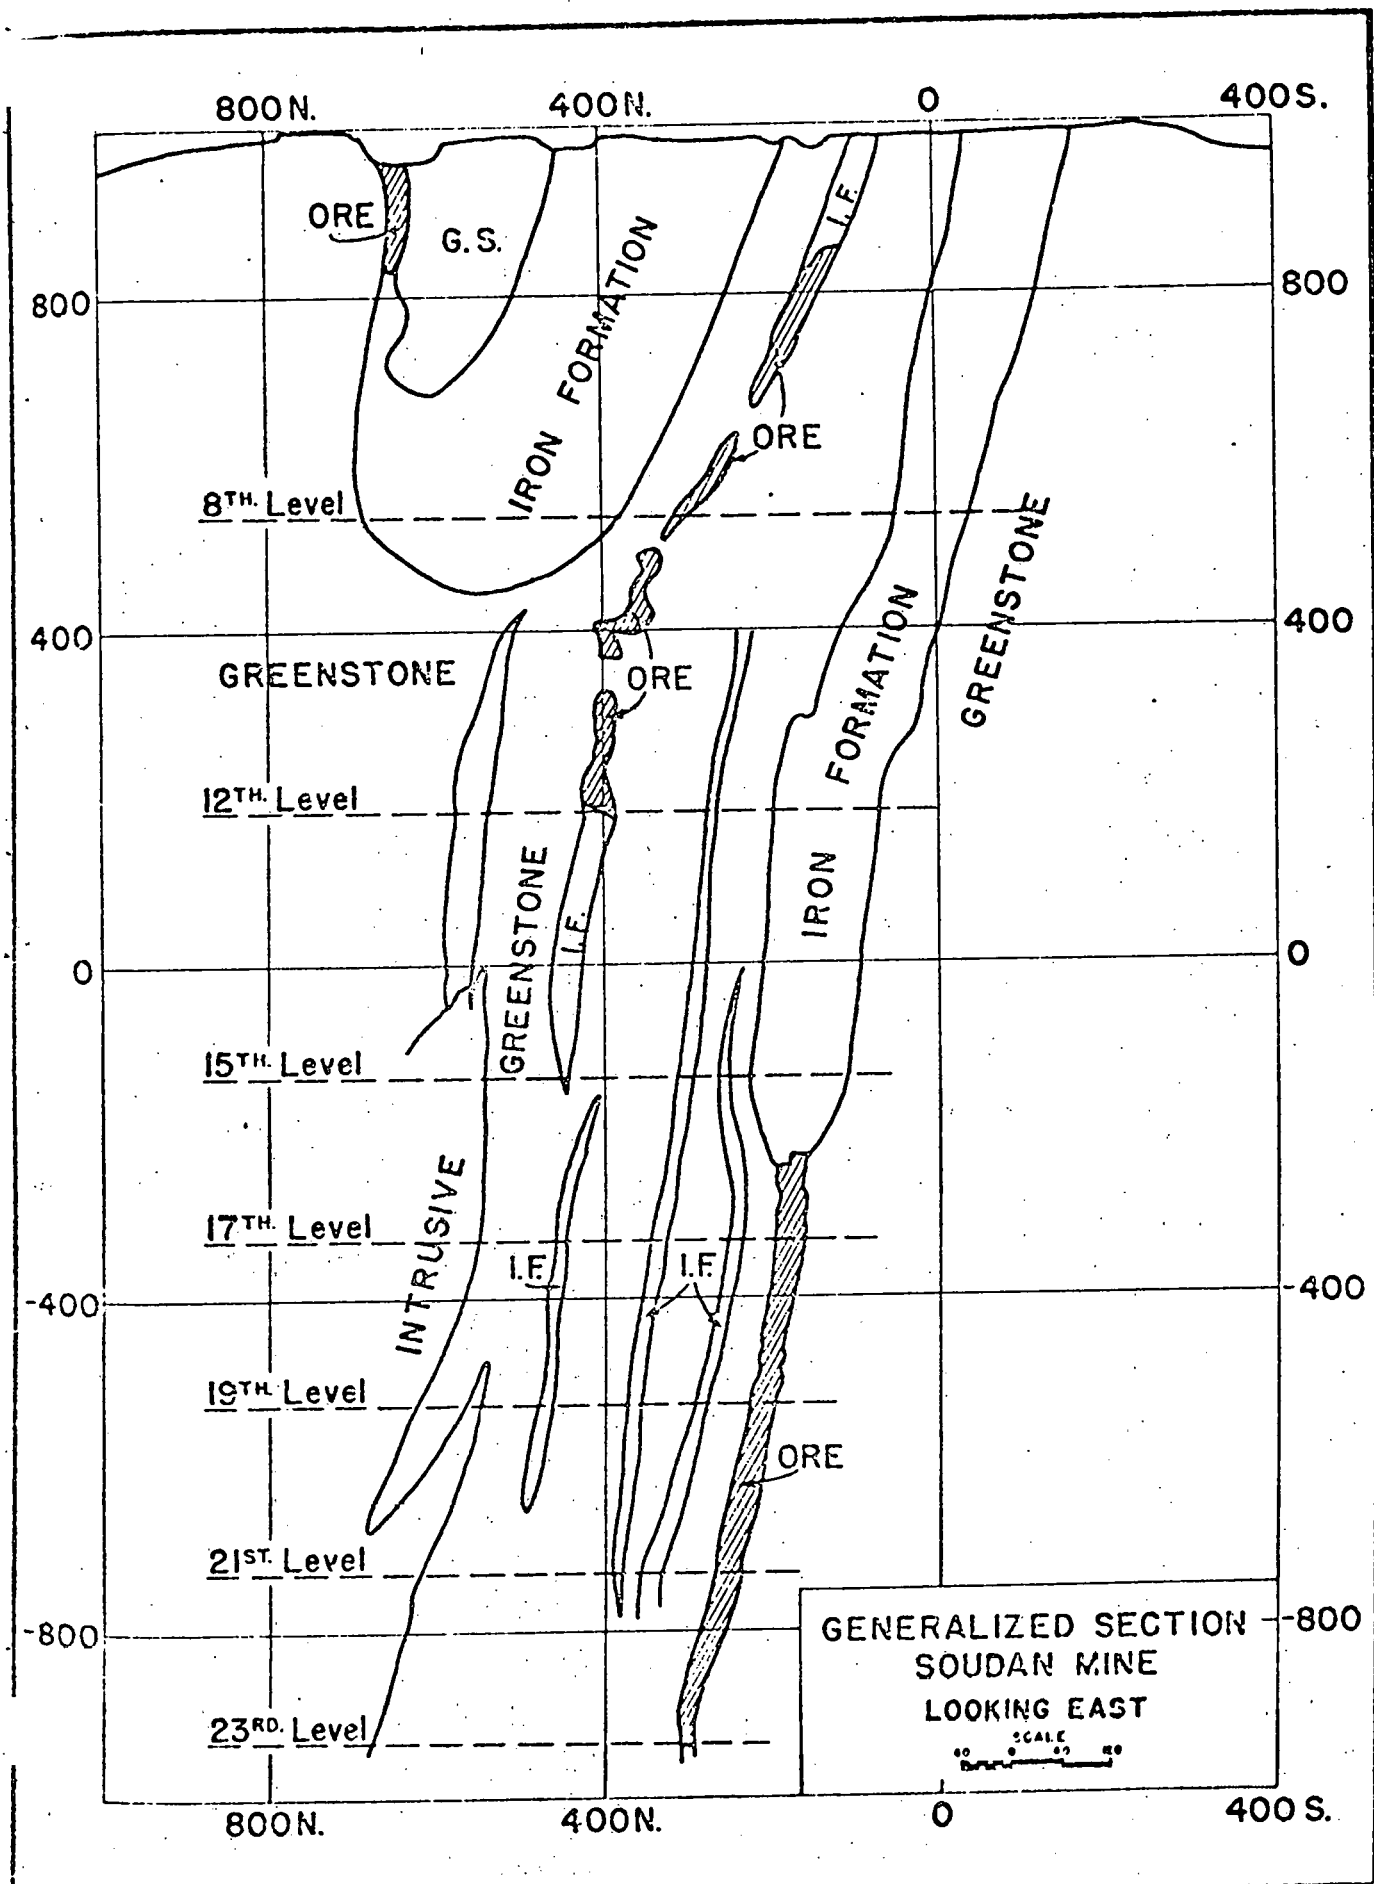 800N. 400N. 0 400S.
ORE
G.S.
I.F.
IRON FORMATION
800 800
ORE
8TH. Level
GREENSTONE
FORMATION
400 400
GREENSTONE
ORE
12TH. Level
GREENSTONE
I.F.
IRON
0 0
15TH. Level
INTRUSIVE
17TH. Level
I.F. I.F.
-400 -400
19TH. Level
ORE
21ST. Level
-800 -800
GENERALIZED SECTION
SOUDAN MINE
LOOKING EAST
SCALE
23RD. Level
800N. 400N. 0 400S.